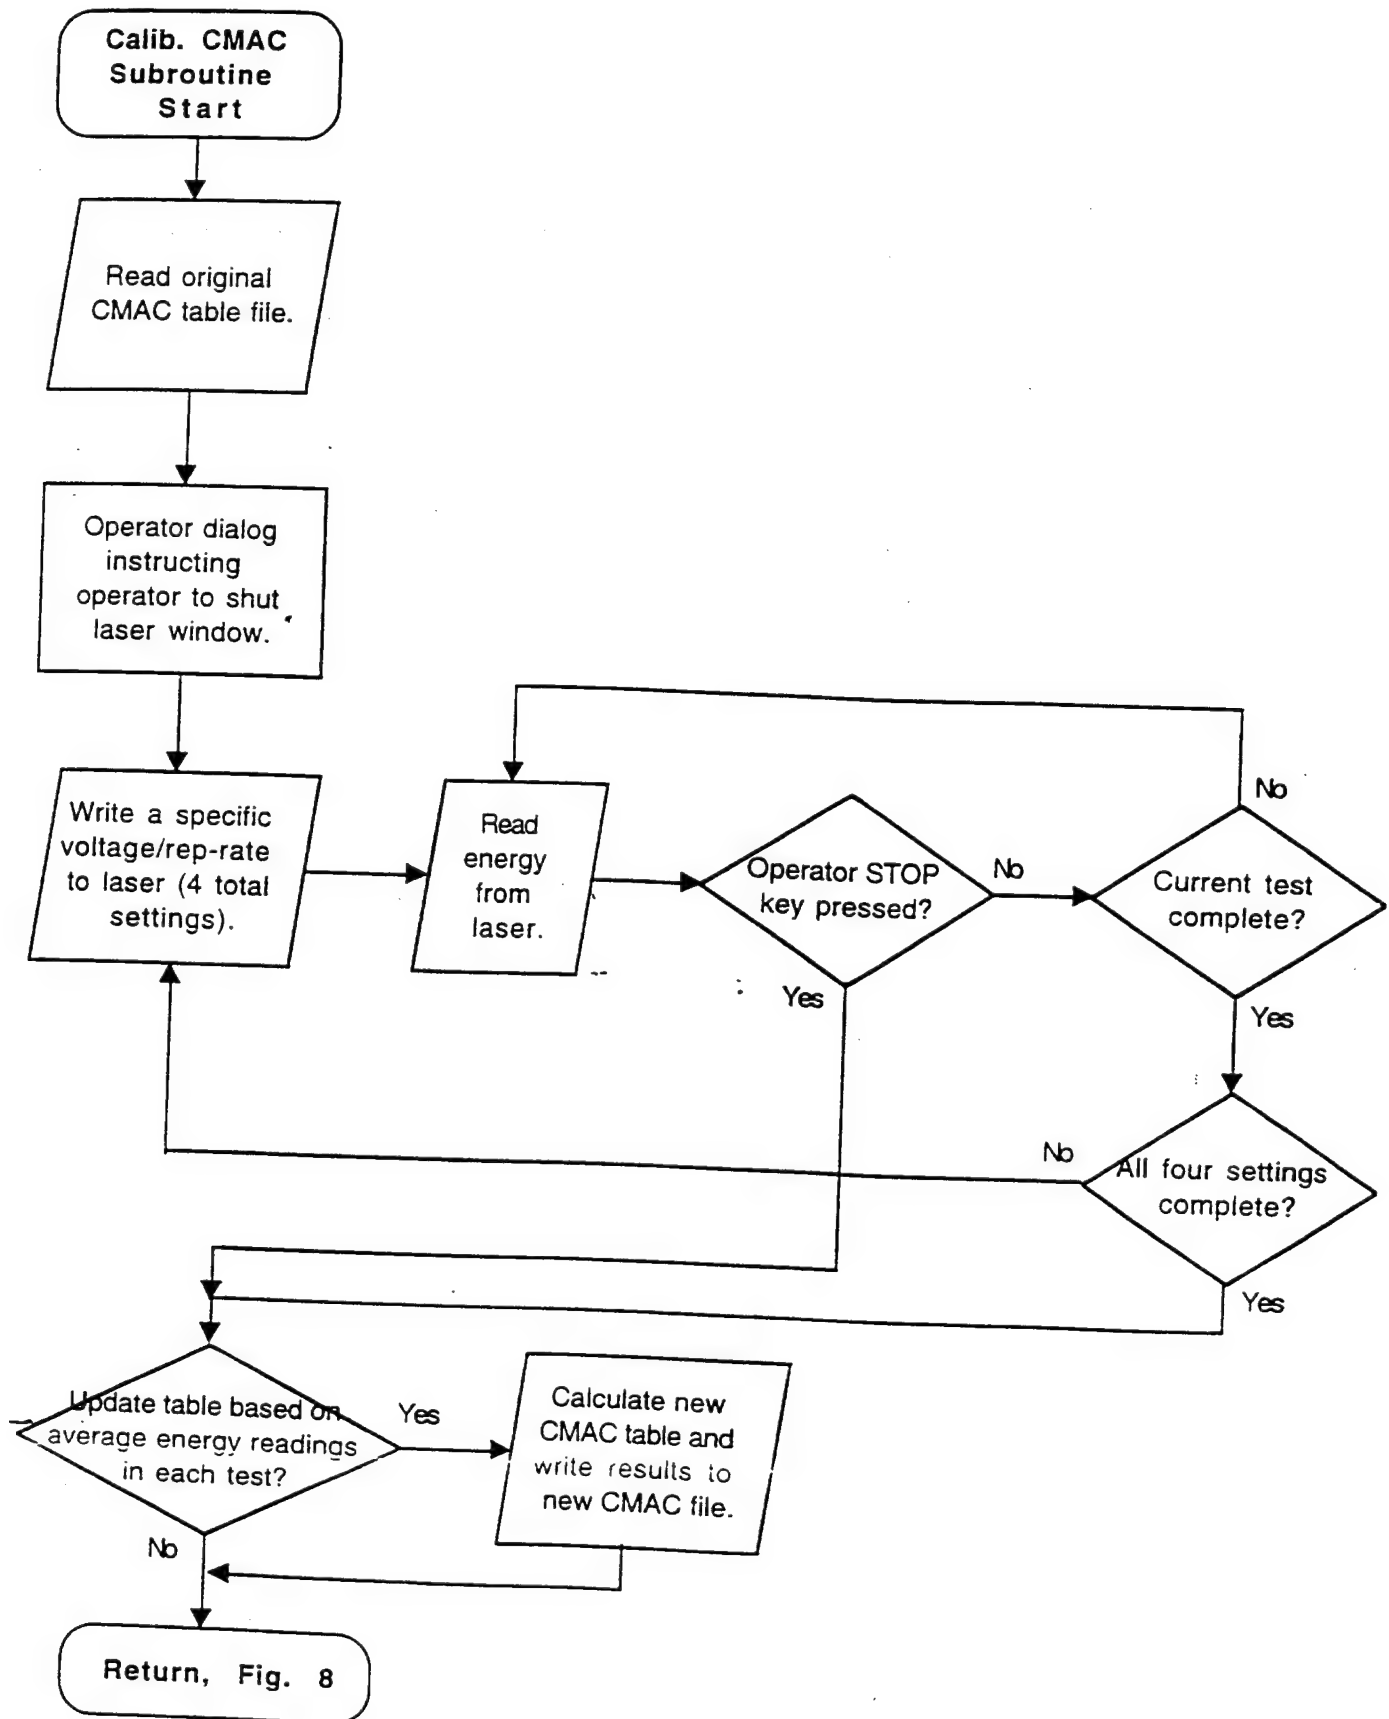 Calib. CMAC
Subroutine
Start
Read original
CMAC table file.
Operator dialog
instructing
operator to shut
laser window.
Write a specific
voltage/rep-rate
to laser (4 total
settings).
Read
energy
from
laser.
Operator STOP
key pressed?
No
Yes
Current test
complete?
No
Yes
All four settings
complete?
No
Yes
Update table based on
average energy readings
in each test?
Yes
No
Calculate new
CMAC table and
write results to
new CMAC file.
Return, Fig. 8